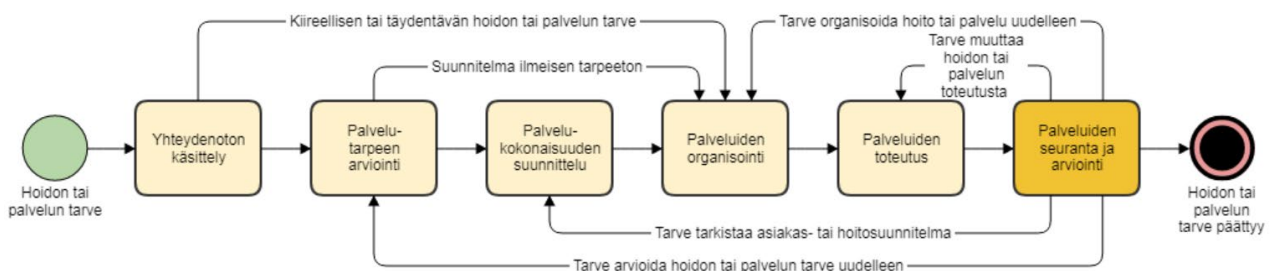 Kiireellisen tai täydentävän hoidon tai palvelun tarve
Tarve organisoida hoito tai palvelu uudelleen
Tarve muuttaa
hoidon tai
palvelun
toteutusta
Suunnitelma ilmeisen tarpeeton
Hoidon tai
palvelun tarve
Yhteydenoton
käsittely
Palvelu-
tarpeen
arviointi
Palvelu-
kokonaisuuden
suunnittelu
Palveluiden
organisointi
Palveluiden
toteutus
Palveluiden
seuranta ja
arviointi
Hoidon tai
palvelun
tarve päättyy
Tarve tarkistaa asiakas- tai hoitosuunnitelma
Tarve arvioida hoidon tai palvelun tarve uudelleen